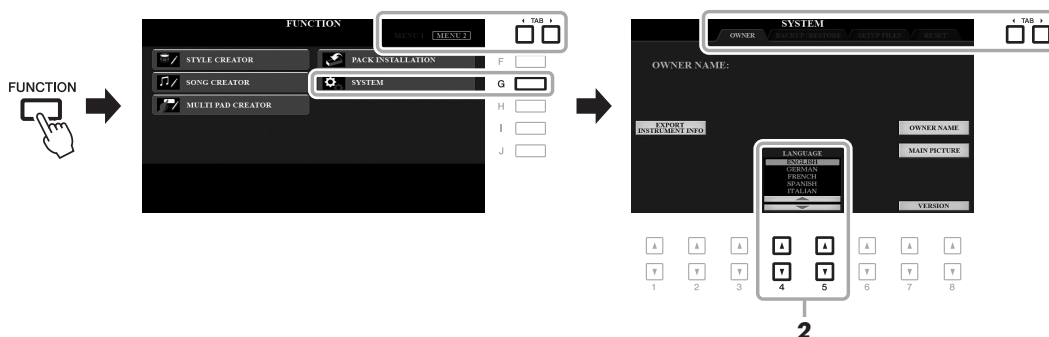 FUNCTION
FUNCTION
MENU 1 MENU 2
TAB
STYLE CREATOR
PACK INSTALLATION
SONG CREATOR
SYSTEM
MULTI PAD CREATOR
F
G
H
I
J
SYSTEM
OWNER BACKUP/RESTORE SETUP FILES RESET
TAB
OWNER NAME:
EXPORT
INSTRUMENT INFO
OWNER NAME
MAIN PICTURE
LANGUAGE
ENGLISH
GERMAN
FRENCH
SPANISH
ITALIAN
VERSION
1 2 3 4 5 6 7 8
2